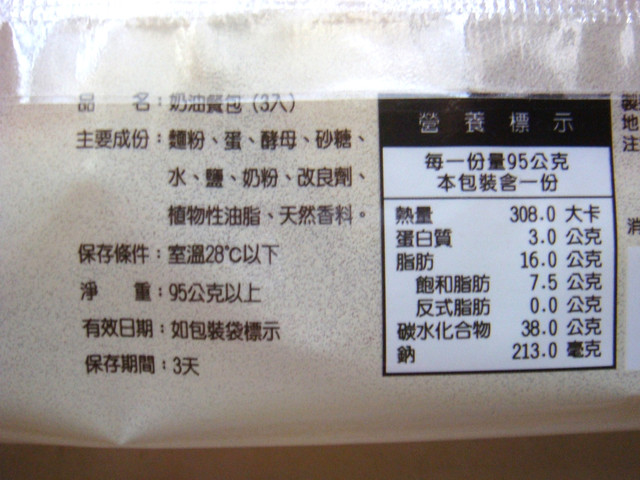 品　　名：奶油餐包（3入）
主要成份：麵粉、蛋、酵母、砂糖、
水、鹽、奶粉、改良劑、
植物性油脂、天然香料。
保存條件：室溫28℃以下
淨　　重：95公克以上
有效日期：如包裝袋標示
保存期間：3天
營養標示
每一份量95公克
本包裝含一份
熱量 308.0 大卡
蛋白質 3.0 公克
脂肪 16.0 公克
飽和脂肪 7.5 公克
反式脂肪 0.0 公克
碳水化合物 38.0 公克
鈉 213.0 毫克
製
地
注
消